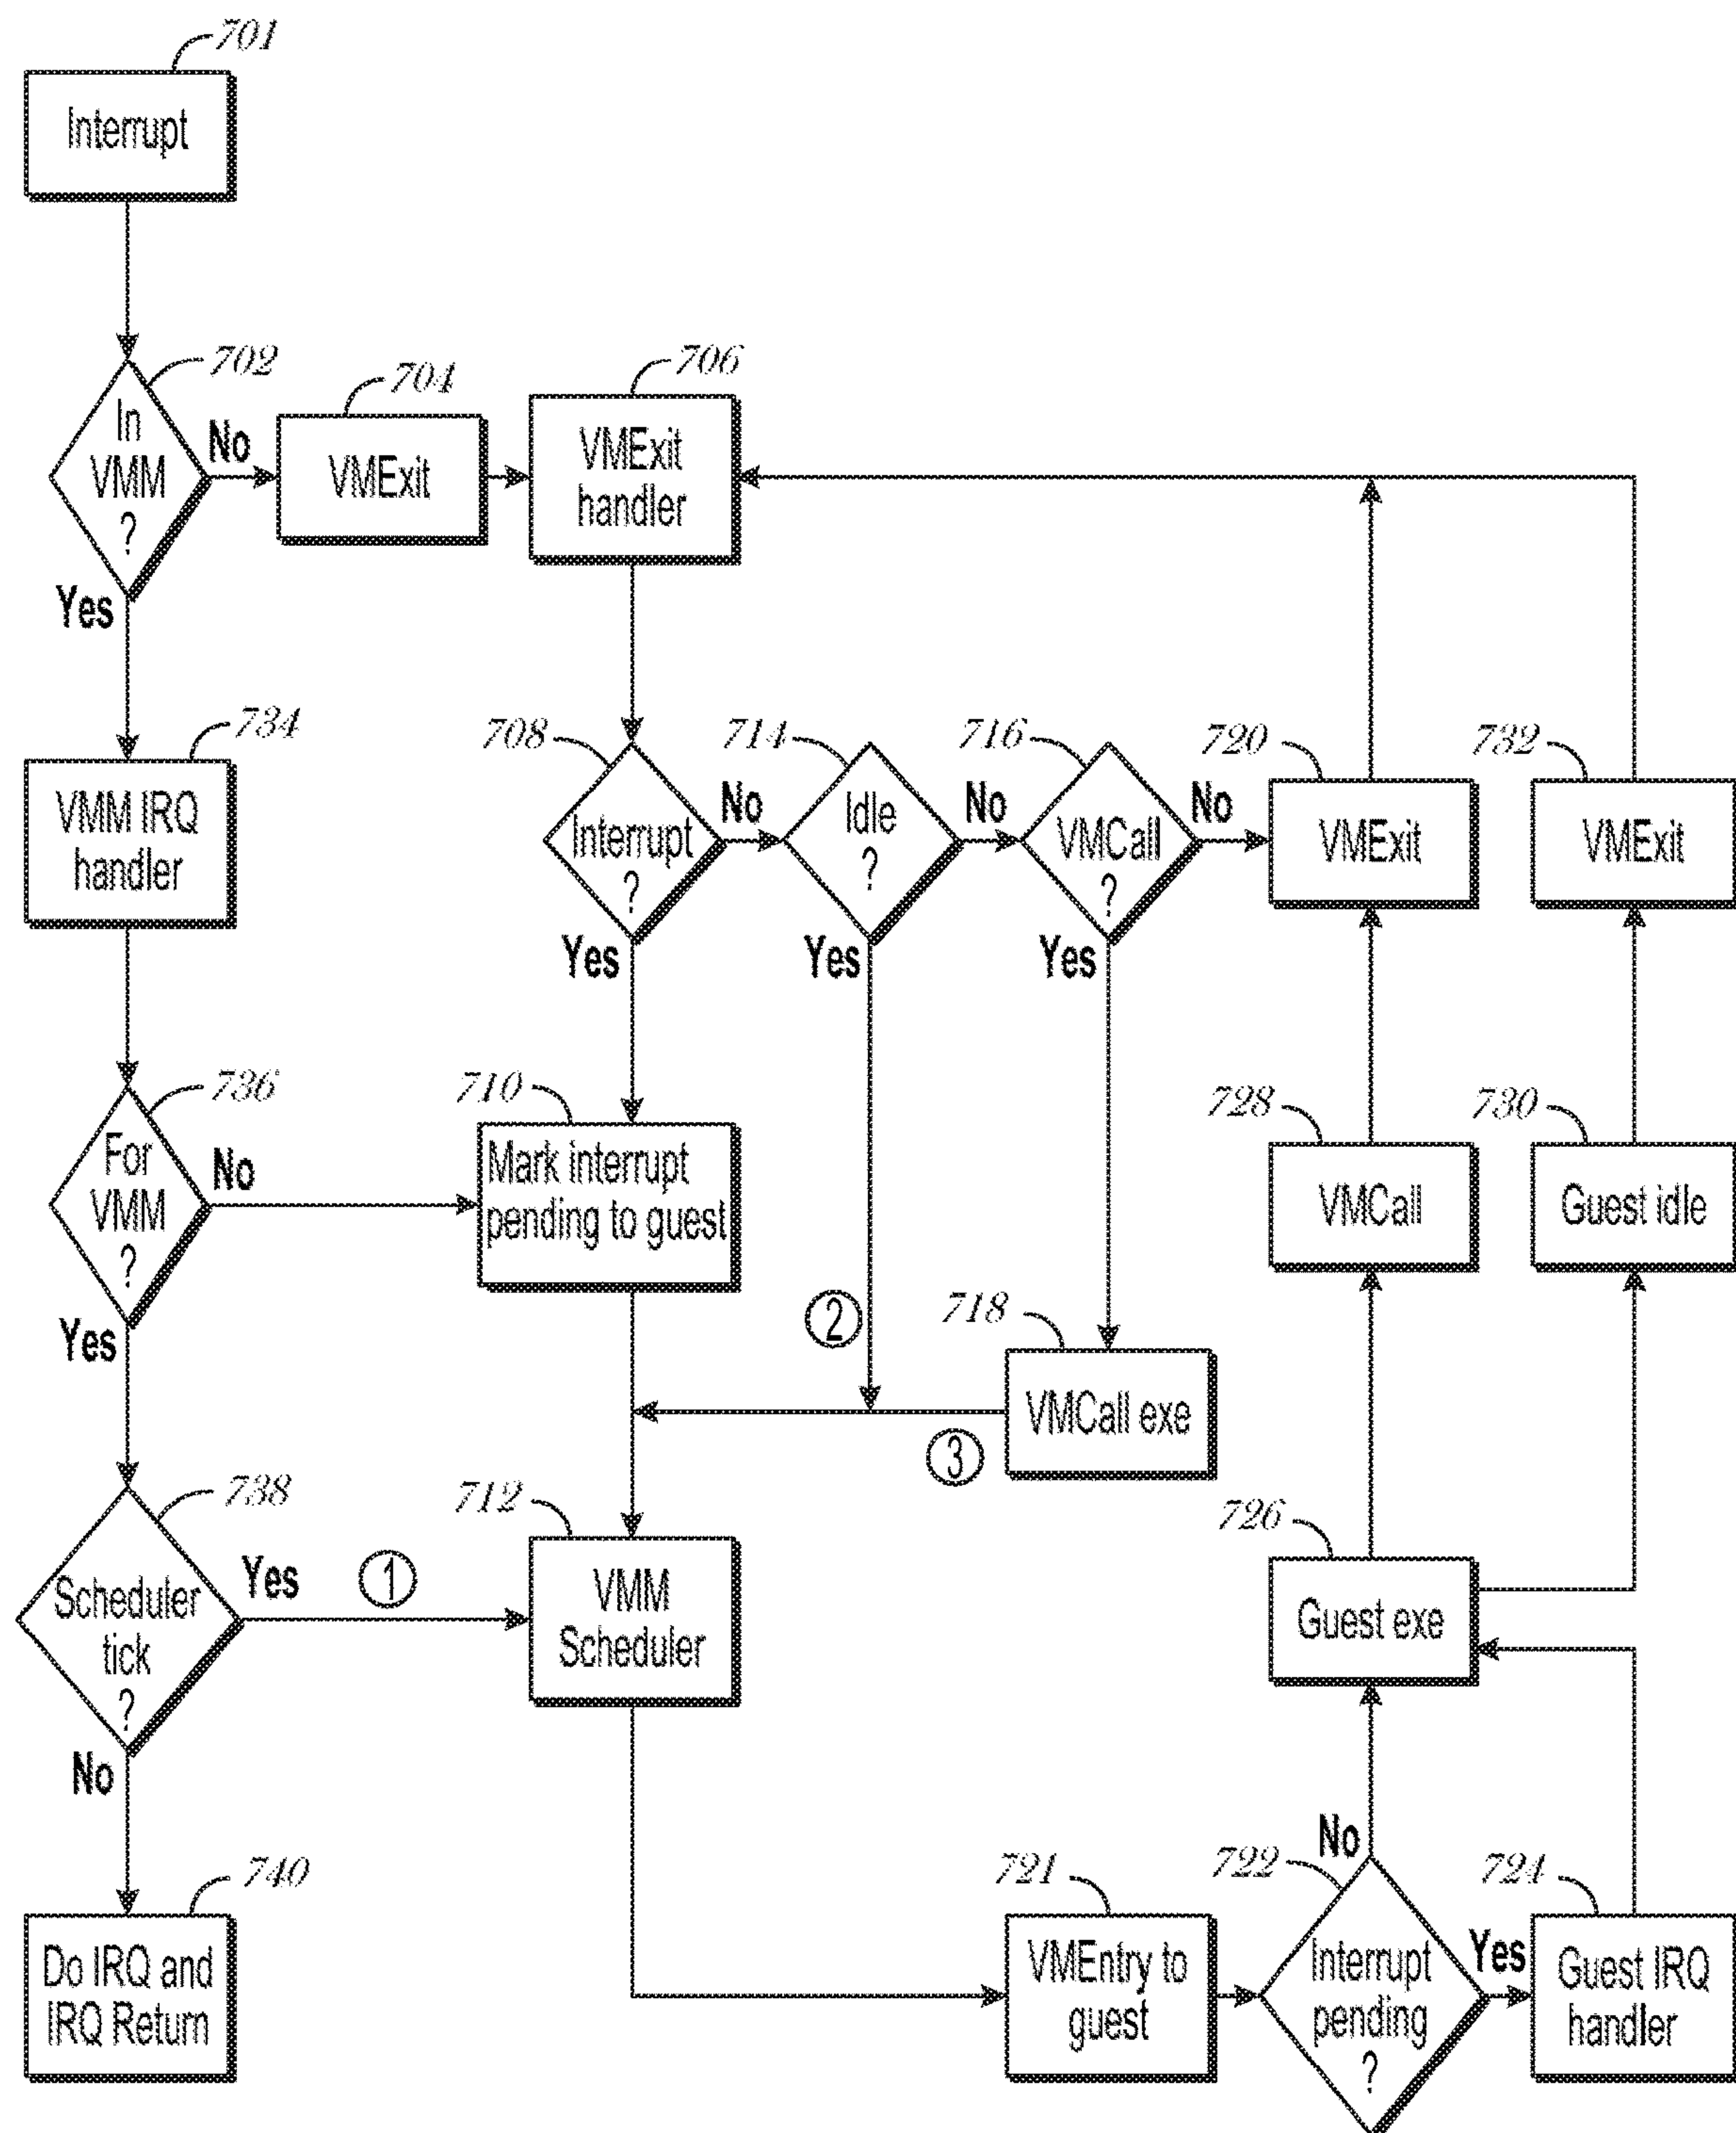 701
Interrupt
702
In
VMM
?
No
Yes
704
VMExit
706
VMExit
handler
734
VMM IRQ
handler
708
Interrupt
?
No
Yes
714
Idle
?
No
Yes
716
VMCall
?
No
Yes
720
VMExit
732
VMExit
736
For
VMM
?
No
Yes
710
Mark interrupt
pending to guest
2
718
VMCall exe
3
728
VMCall
730
Guest idle
738
Scheduler
tick
?
Yes
No
1
712
VMM
Scheduler
726
Guest exe
740
Do IRQ and
IRQ Return
721
VMEntry to
guest
722
Interrupt
pending
?
No
Yes
724
Guest IRQ
handler